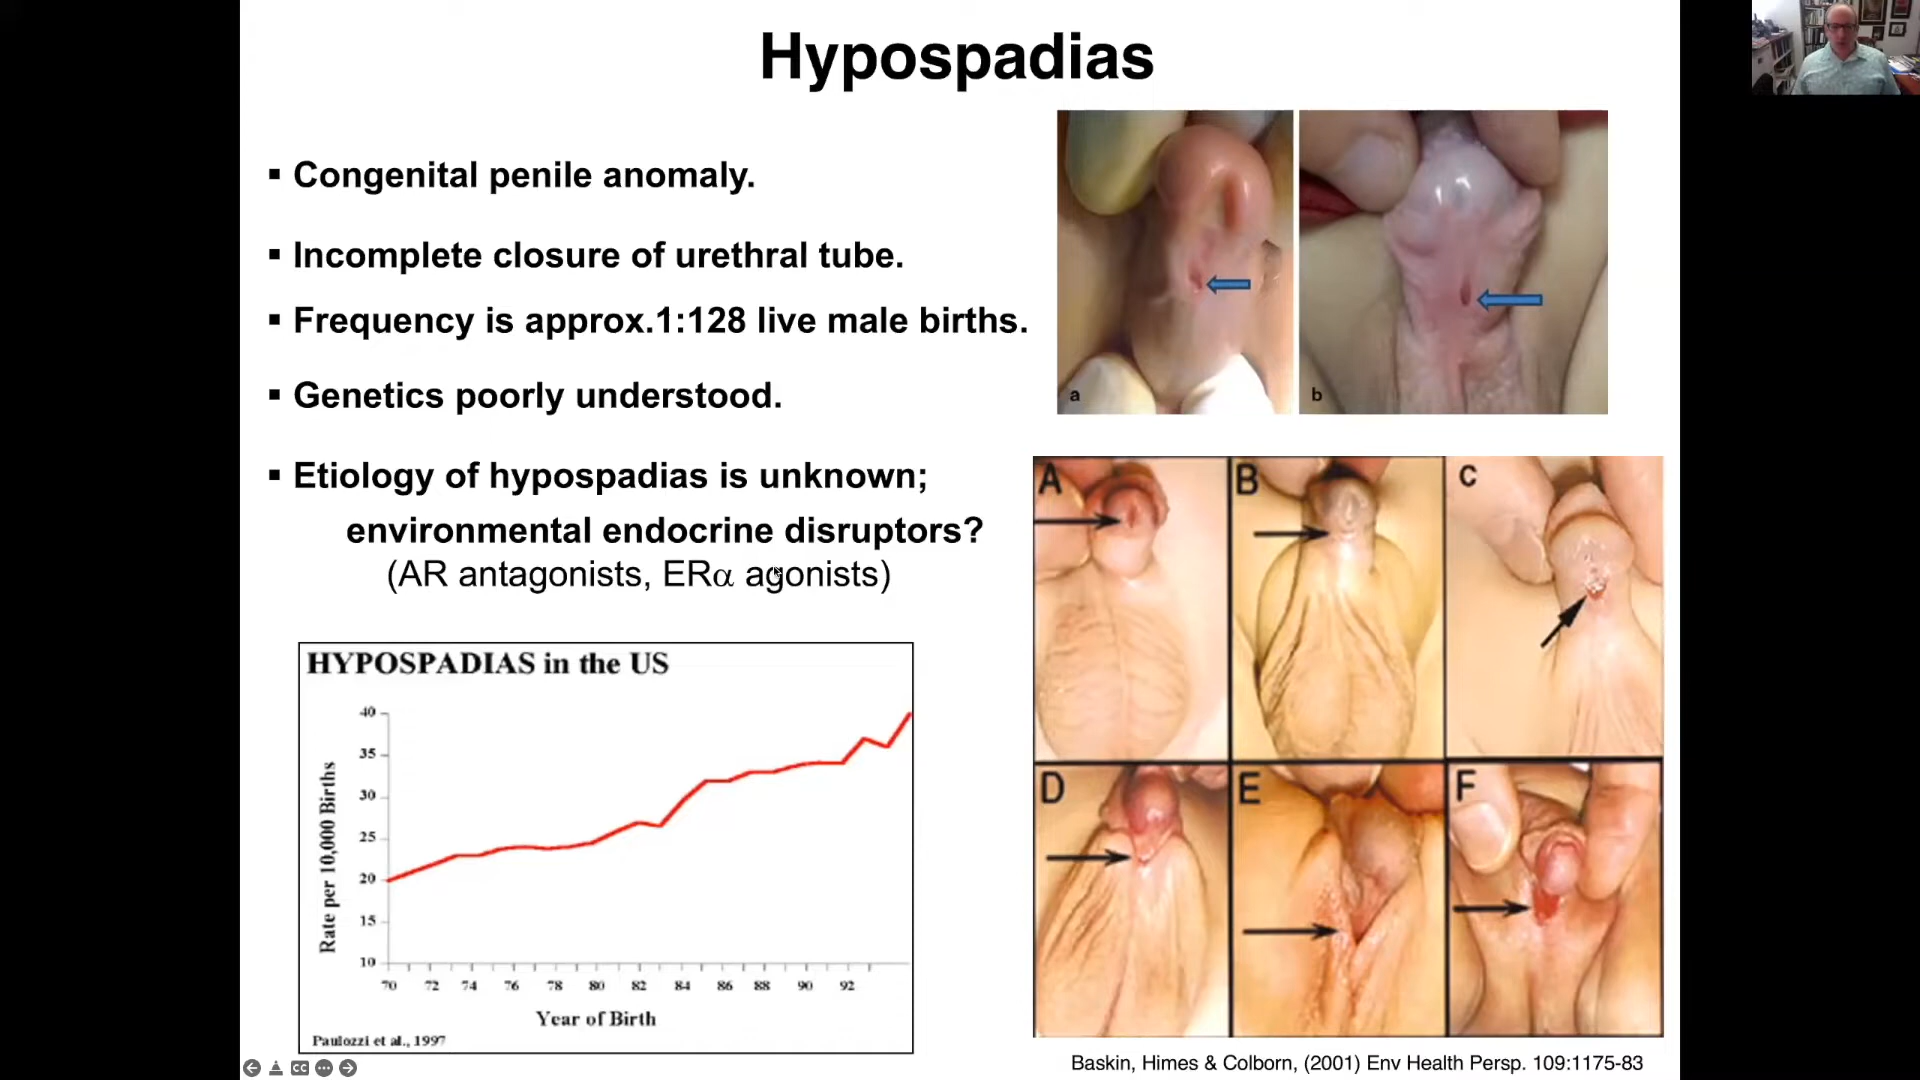 Hypospadias
▪ Congenital penile anomaly.
▪ Incomplete closure of urethral tube.
▪ Frequency is approx.1:128 live male births.
▪ Genetics poorly understood.
▪ Etiology of hypospadias is unknown;
environmental endocrine disruptors?
(AR antagonists, ERα agonists)
HYPOSPADIAS in the US
Rate per 10,000 Births
40
35
30
25
20
15
10
70 72 74 76 78 80 82 84 86 88 90 92
Year of Birth
Paulozzi et al., 1997
a b
A B C
D E F
Baskin, Himes & Colborn, (2001) Env Health Persp. 109:1175-83
CC